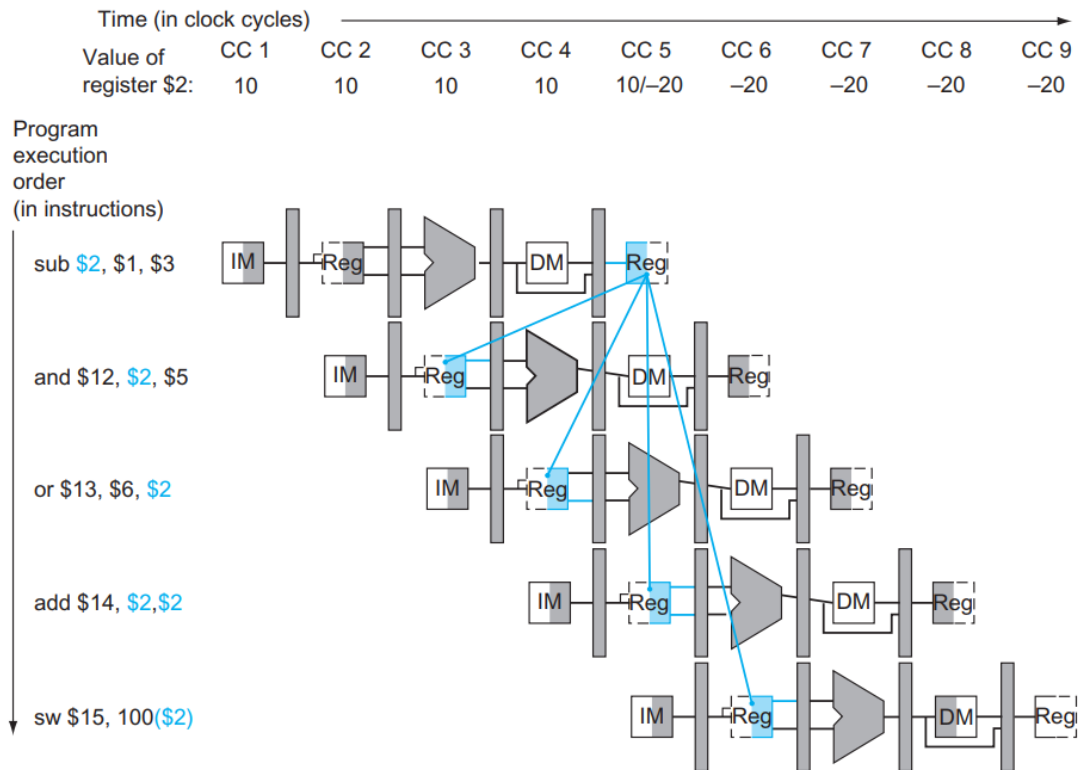 Time (in clock cycles)
Value of register $2:
CC 1 CC 2 CC 3 CC 4 CC 5 CC 6 CC 7 CC 8 CC 9
10 10 10 10 10/–20 –20 –20 –20 –20
Program
execution
order
(in instructions)
sub $2, $1, $3
IM Reg DM Reg
and $12, $2, $5
IM Reg DM Reg
or $13, $6, $2
IM Reg DM Reg
add $14, $2,$2
IM Reg DM Reg
sw $15, 100($2)
IM Reg DM Reg